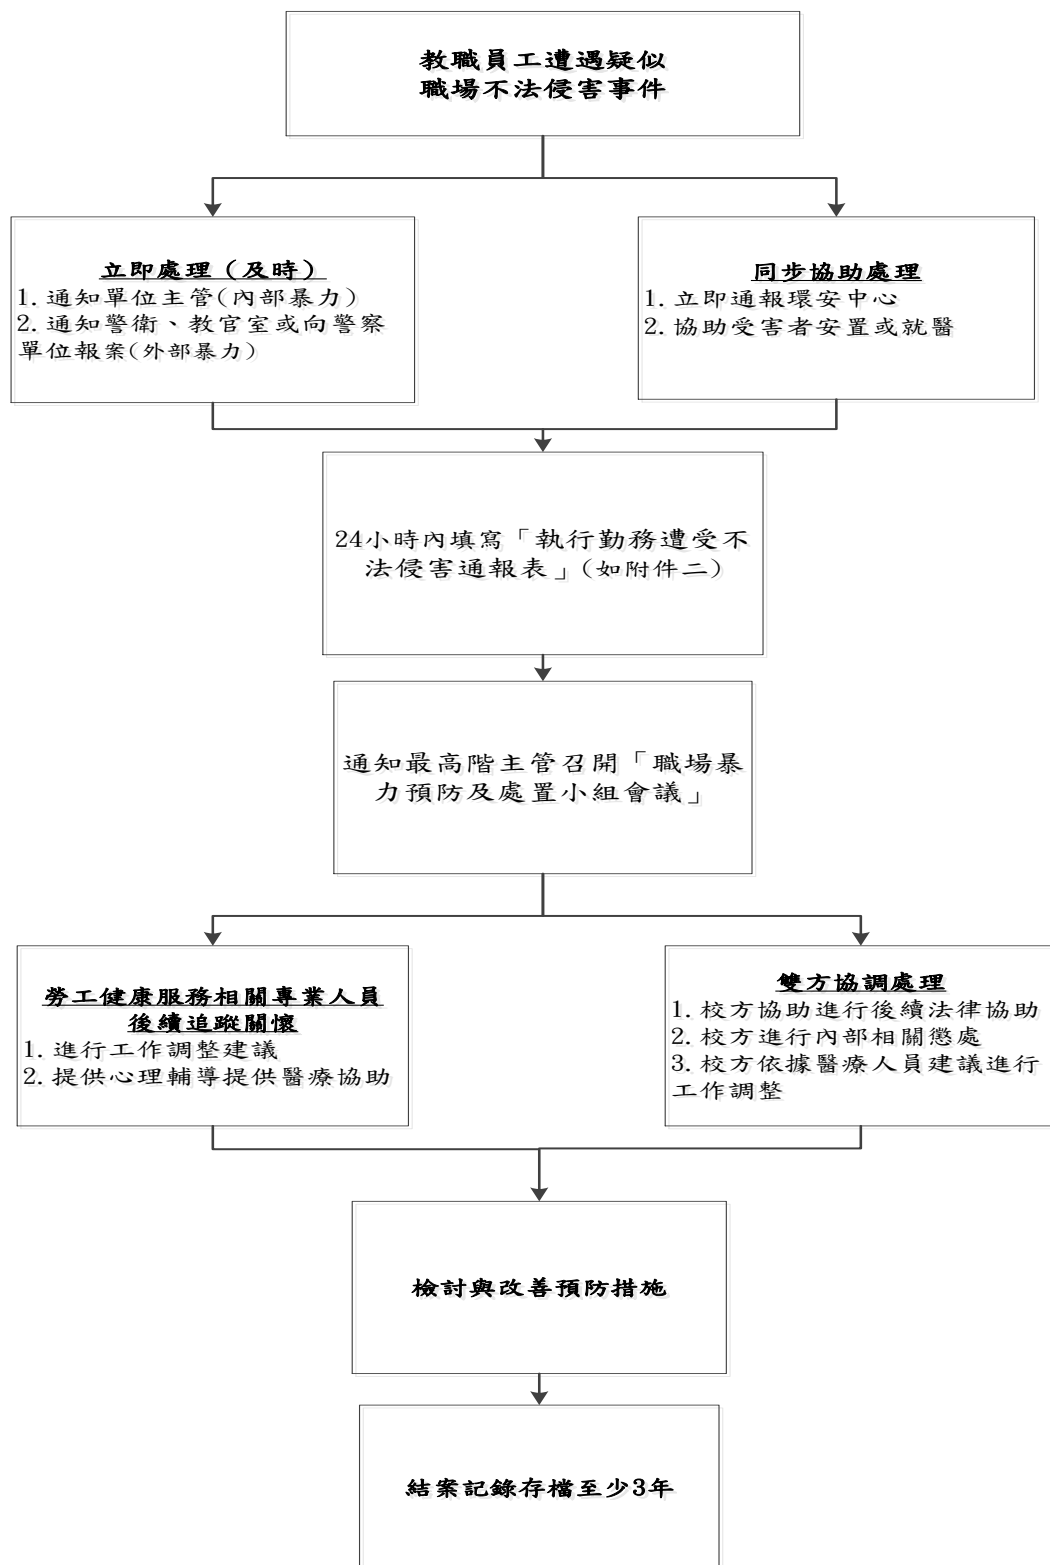 教職員工遭遇疑似
職場不法侵害事件
立即處理（及時）
1. 通知單位主管(內部暴力)
2. 通知警衛、教官室或向警察
單位報案(外部暴力)
同步協助處理
1. 立即通報環安中心
2. 協助受害者安置或就醫
24小時內填寫「執行勤務遭受不
法侵害通報表」(如附件二)
通知最高階主管召開「職場暴
力預防及處置小組會議」
勞工健康服務相關專業人員
後續追蹤關懷
1. 進行工作調整建議
2. 提供心理輔導提供醫療協助
雙方協調處理
1. 校方協助進行後續法律協助
2. 校方進行內部相關懲處
3. 校方依據醫療人員建議進行
工作調整
檢討與改善預防措施
結案記錄存檔至少3年